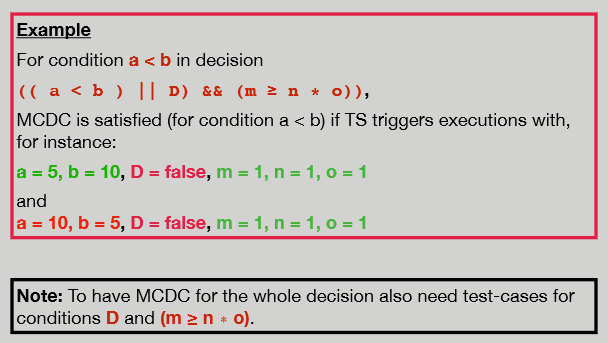 Example
For condition a < b in decision
(( a < b ) || D) && (m ≥ n * o)),
MCDC is satisfied (for condition a < b) if TS triggers executions with,
for instance:
a = 5, b = 10, D = false, m = 1, n = 1, o = 1
and
a = 10, b = 5, D = false, m = 1, n = 1, o = 1
Note: To have MCDC for the whole decision also need test-cases for
conditions D and (m ≥ n * o).